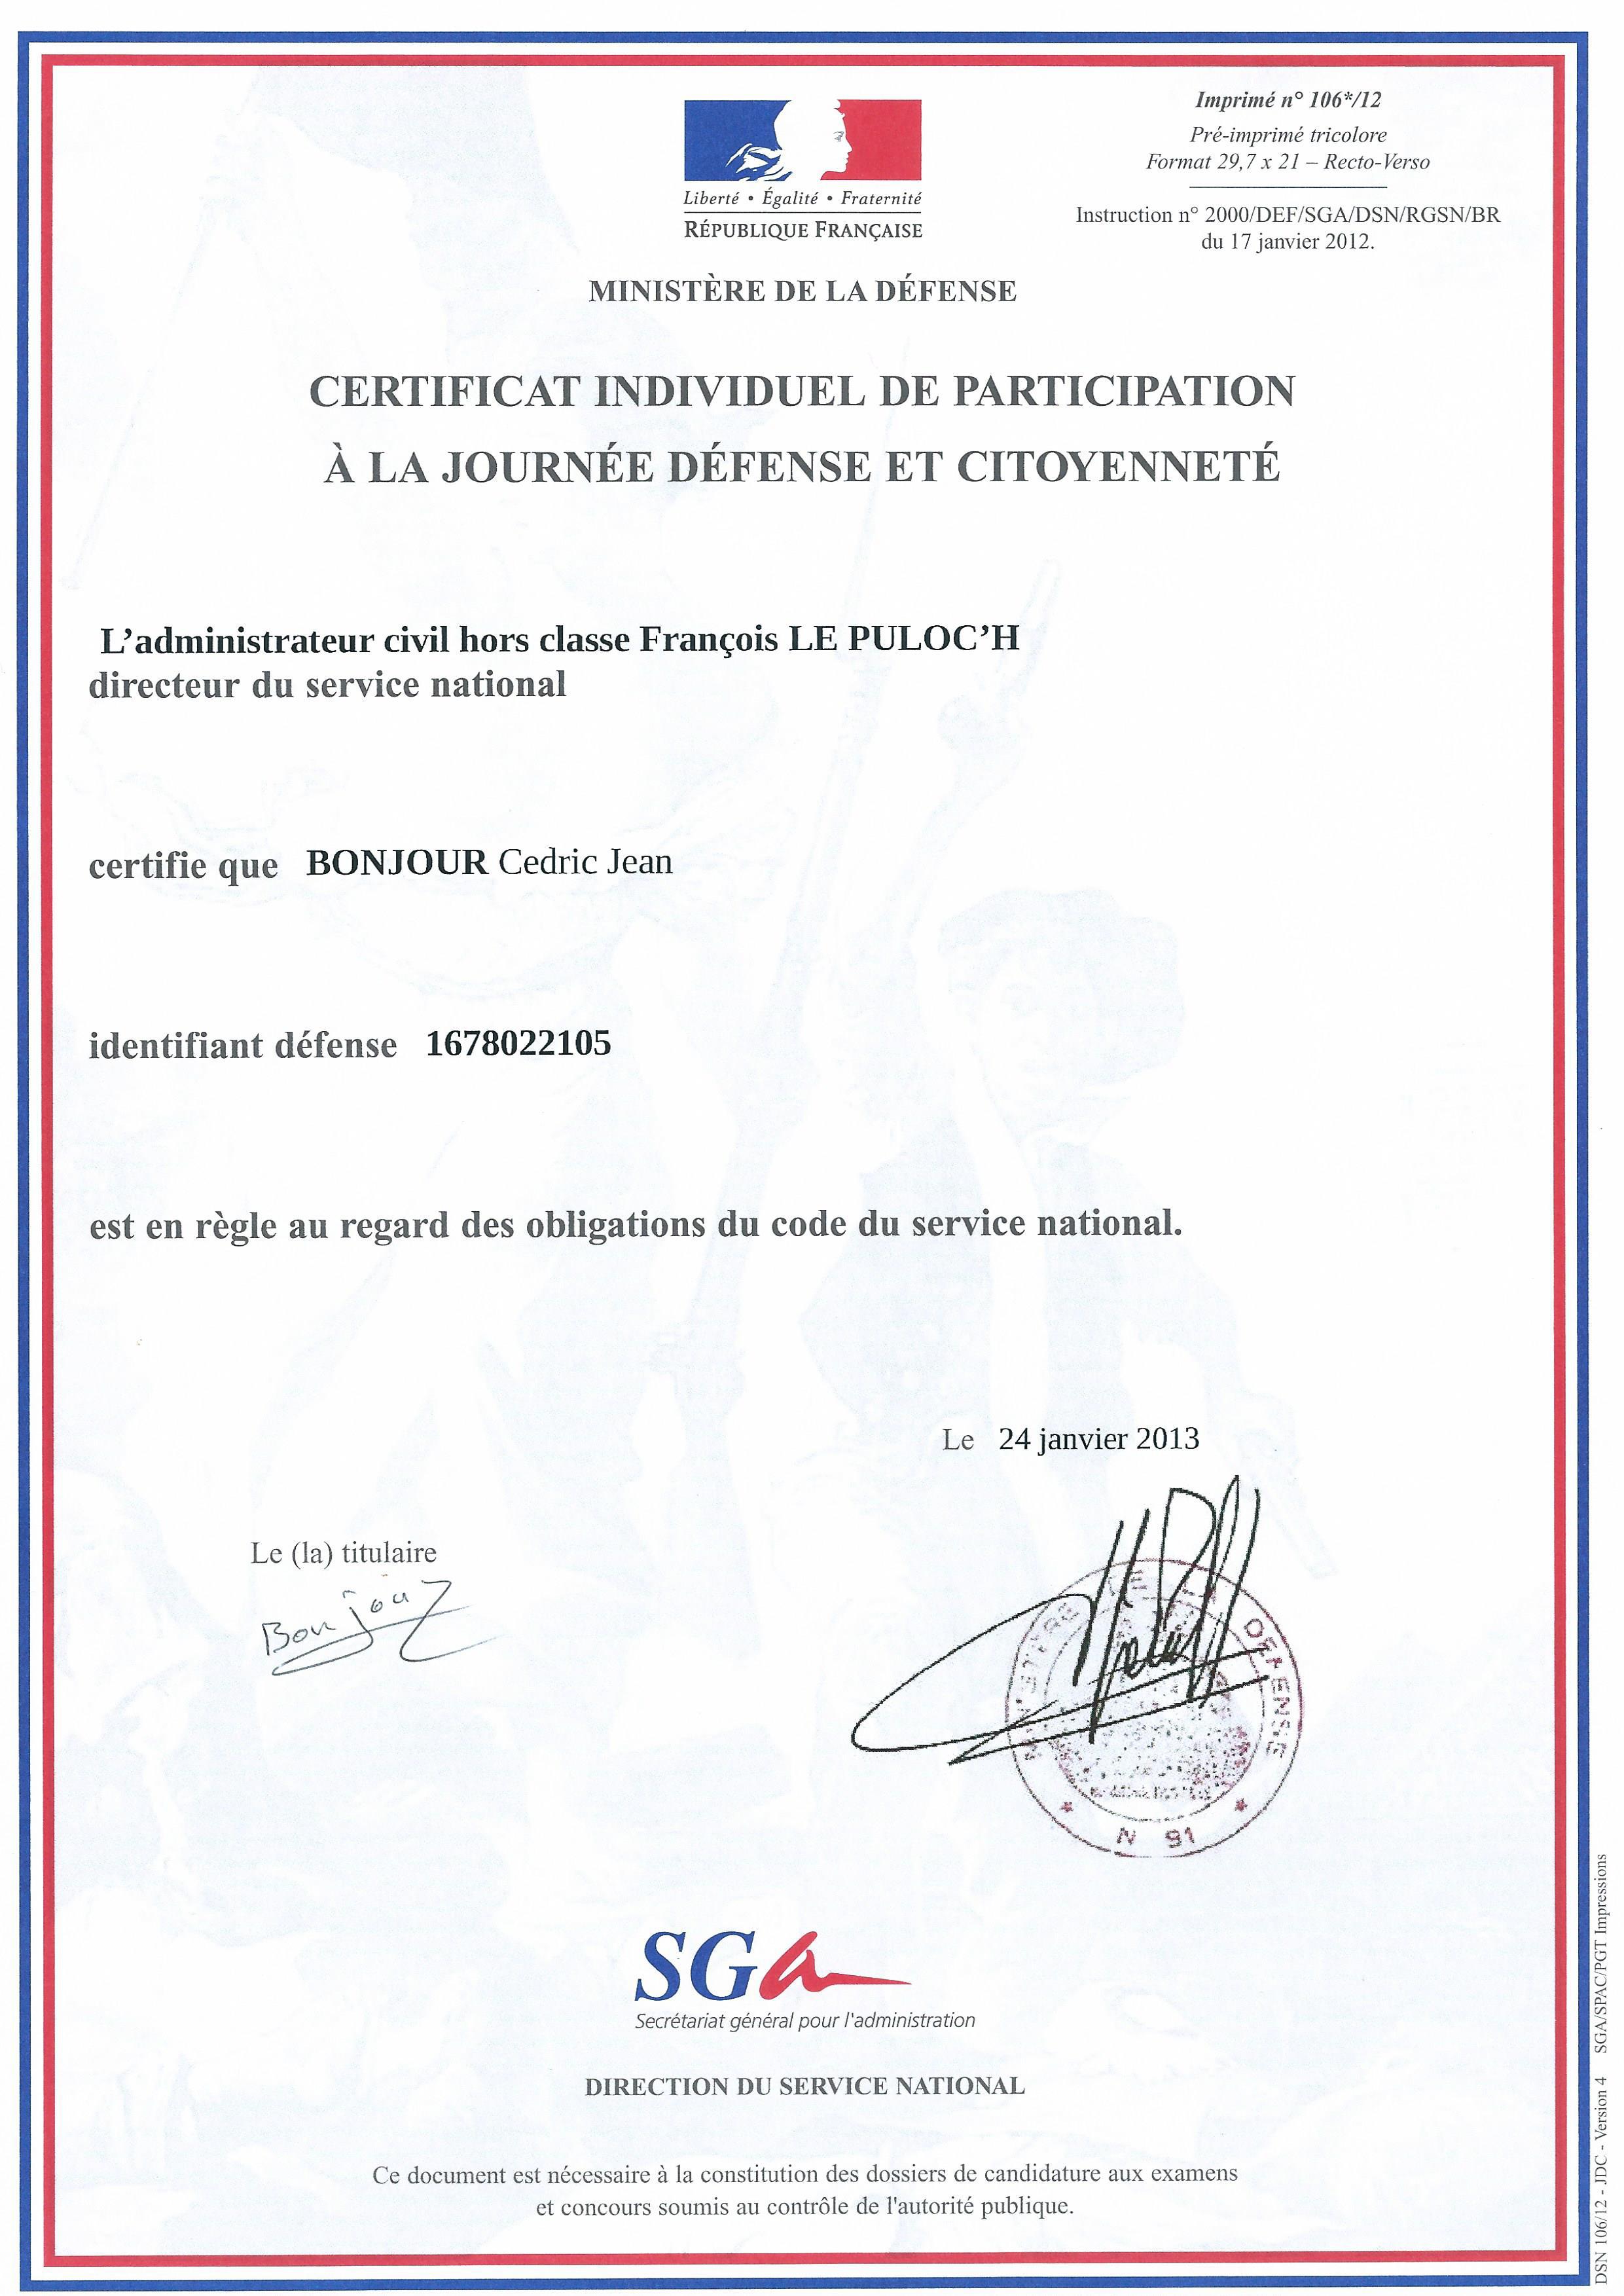 Imprimé n° 106*/12
Pré-imprimé tricolore
Format 29,7 x 21 – Recto-Verso
Instruction n° 2000/DEF/SGA/DSN/RGSN/BR
du 17 janvier 2012.
Liberté • Égalité • Fraternité
RÉPUBLIQUE FRANÇAISE
MINISTÈRE DE LA DÉFENSE
CERTIFICAT INDIVIDUEL DE PARTICIPATION
À LA JOURNÉE DÉFENSE ET CITOYENNETÉ
L’administrateur civil hors classe François LE PULOC’H
directeur du service national
certifie que BONJOUR Cedric Jean
identifiant défense 1678022105
est en règle au regard des obligations du code du service national.
Le 24 janvier 2013
Le (la) titulaire
Bonjour
DEFENSE
N 91
SGa
Secrétariat général pour l'administration
DIRECTION DU SERVICE NATIONAL
Ce document est nécessaire à la constitution des dossiers de candidature aux examens
et concours soumis au contrôle de l'autorité publique.
DSN 106/12 - JDC - Version 4 SGA/SPAC/PGT Impressions